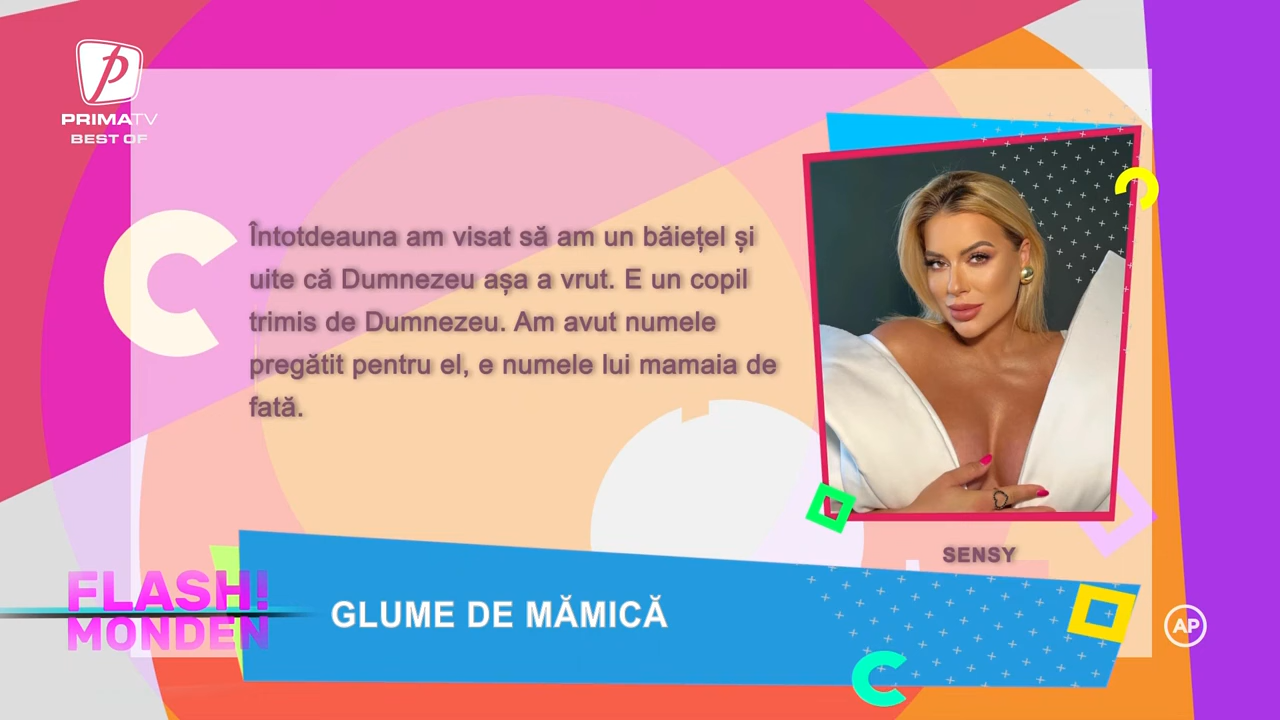 PRIMATV
BEST OF
Întotdeauna am visat să am un băiețel și
uite că Dumnezeu așa a vrut. E un copil
trimis de Dumnezeu. Am avut numele
pregătit pentru el, e numele lui mamaia de
fată.
SENSY
FLASH!
MONDEN
GLUME DE MĂMICĂ
AP